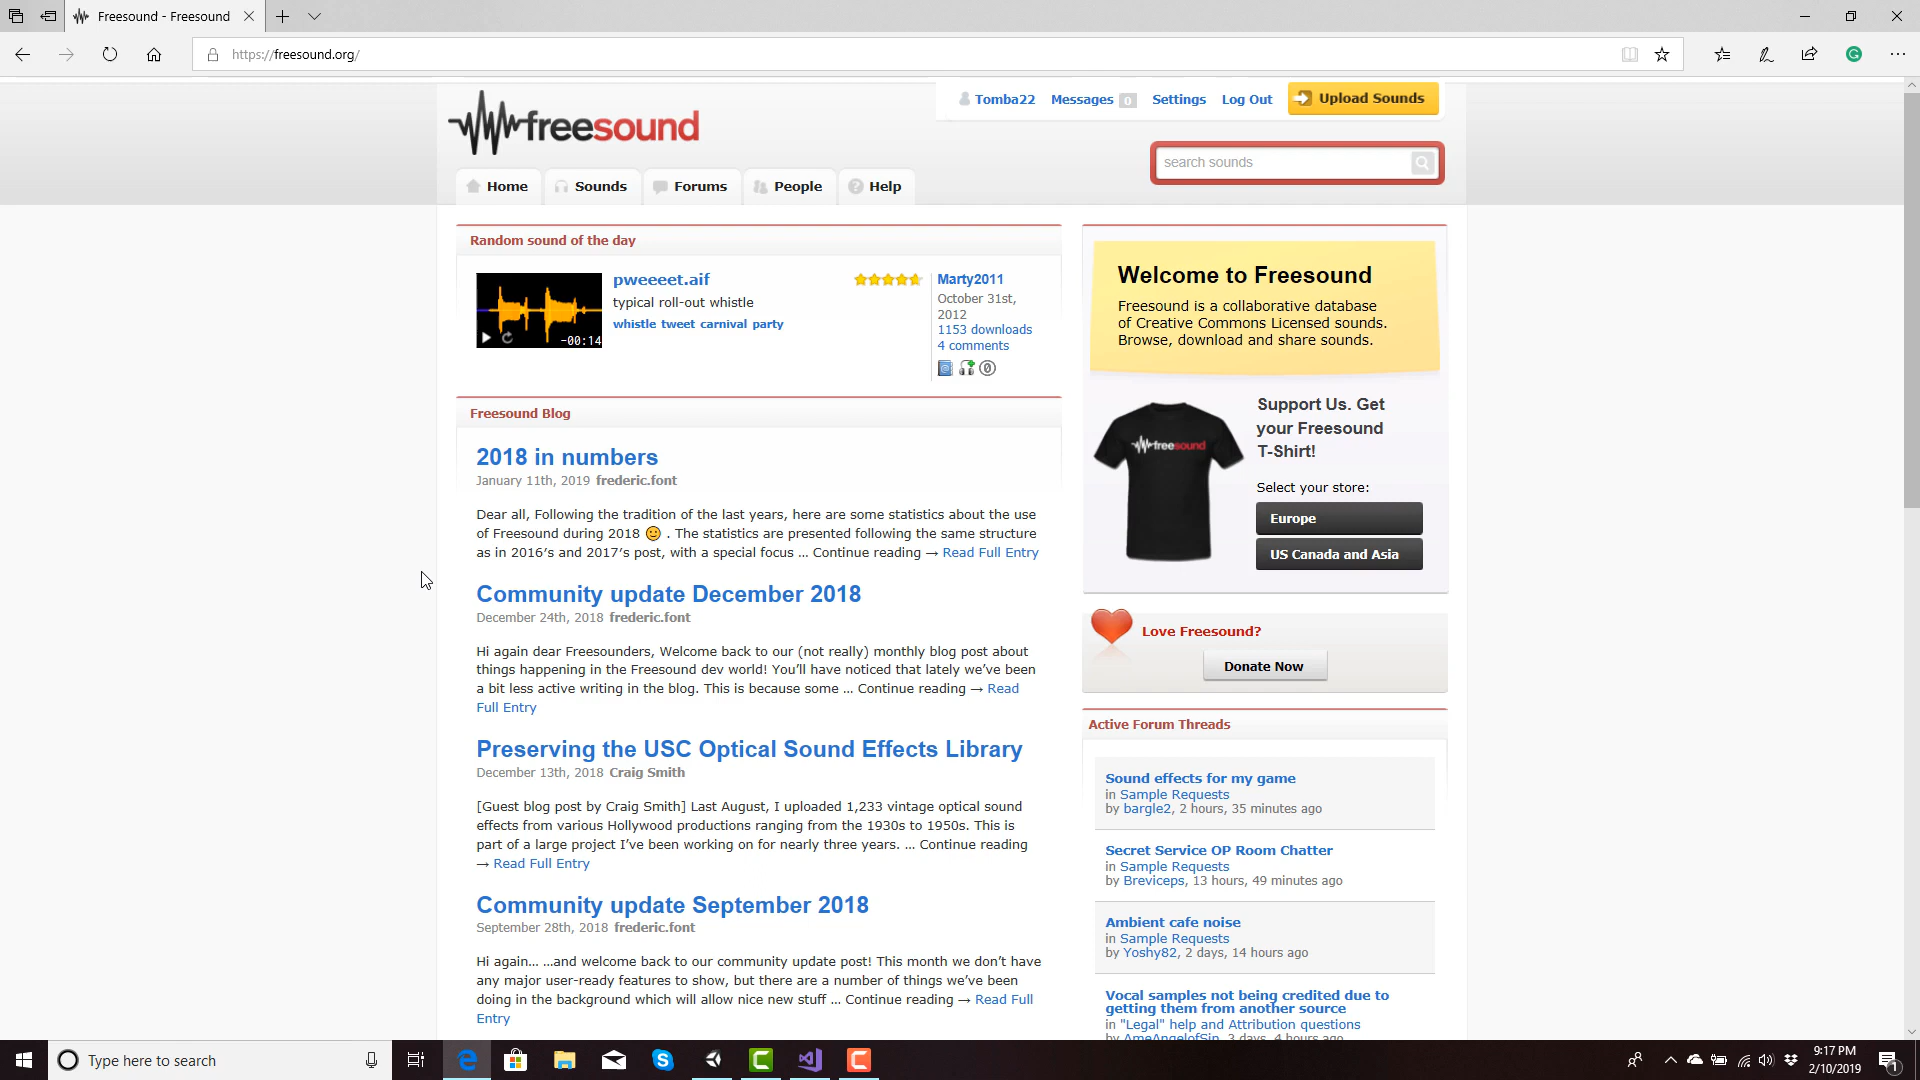 Freesound - Freesound
https://freesound.org/
Tomba22 Messages 0 Settings Log Out Upload Sounds
freesound
search sounds
Home Sounds Forums People Help
Random sound of the day
pweeeet.aif
typical roll-out whistle
whistle tweet carnival party
-00:14
Marty2011
October 31st,
2012
1153 downloads
4 comments
Freesound Blog
2018 in numbers
January 11th, 2019 frederic.font
Dear all, Following the tradition of the last years, here are some statistics about the use
of Freesound during 2018 🙂 . The statistics are presented following the same structure
as in 2016’s and 2017’s post, with a special focus … Continue reading → Read Full Entry
Community update December 2018
December 24th, 2018 frederic.font
Hi again dear Freesounders, Welcome back to our (not really) monthly blog post about
things happening in the Freesound dev world! You’ll have noticed that lately we’ve been
a bit less active writing in the blog. This is because some … Continue reading → Read
Full Entry
Preserving the USC Optical Sound Effects Library
December 13th, 2018 Craig Smith
[Guest blog post by Craig Smith] Last August, I uploaded 1,233 vintage optical sound
effects from various Hollywood productions ranging from the 1930s to 1950s. This is
part of a large project I’ve been working on for nearly three years. … Continue reading
→ Read Full Entry
Community update September 2018
September 28th, 2018 frederic.font
Hi again… …and welcome back to our community update post! This month we don’t have
any major user-ready features to show, but there are a number of things we’ve been
doing in the background which will allow nice new stuff … Continue reading → Read Full
Entry
Welcome to Freesound
Freesound is a collaborative database
of Creative Commons Licensed sounds.
Browse, download and share sounds.
freesound
Support Us. Get
your Freesound
T-Shirt!
Select your store:
Europe
US Canada and Asia
Love Freesound?
Donate Now
Active Forum Threads
Sound effects for my game
in Sample Requests
by bargle2, 2 hours, 35 minutes ago
Secret Service OP Room Chatter
in Sample Requests
by Breviceps, 13 hours, 49 minutes ago
Ambient cafe noise
in Sample Requests
by Yoshy82, 2 days, 14 hours ago
Vocal samples not being credited due to
getting them from another source
in "Legal" help and Attribution questions
by AmeAngelofSin, 3 days, 4 hours ago
Type here to search
9:17 PM
2/10/2019
1